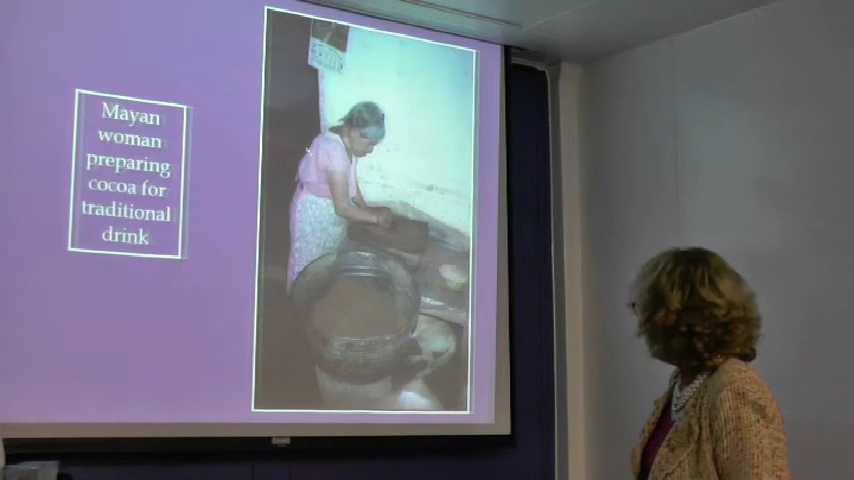 Mayan
woman
preparing
cocoa for
traditional
drink